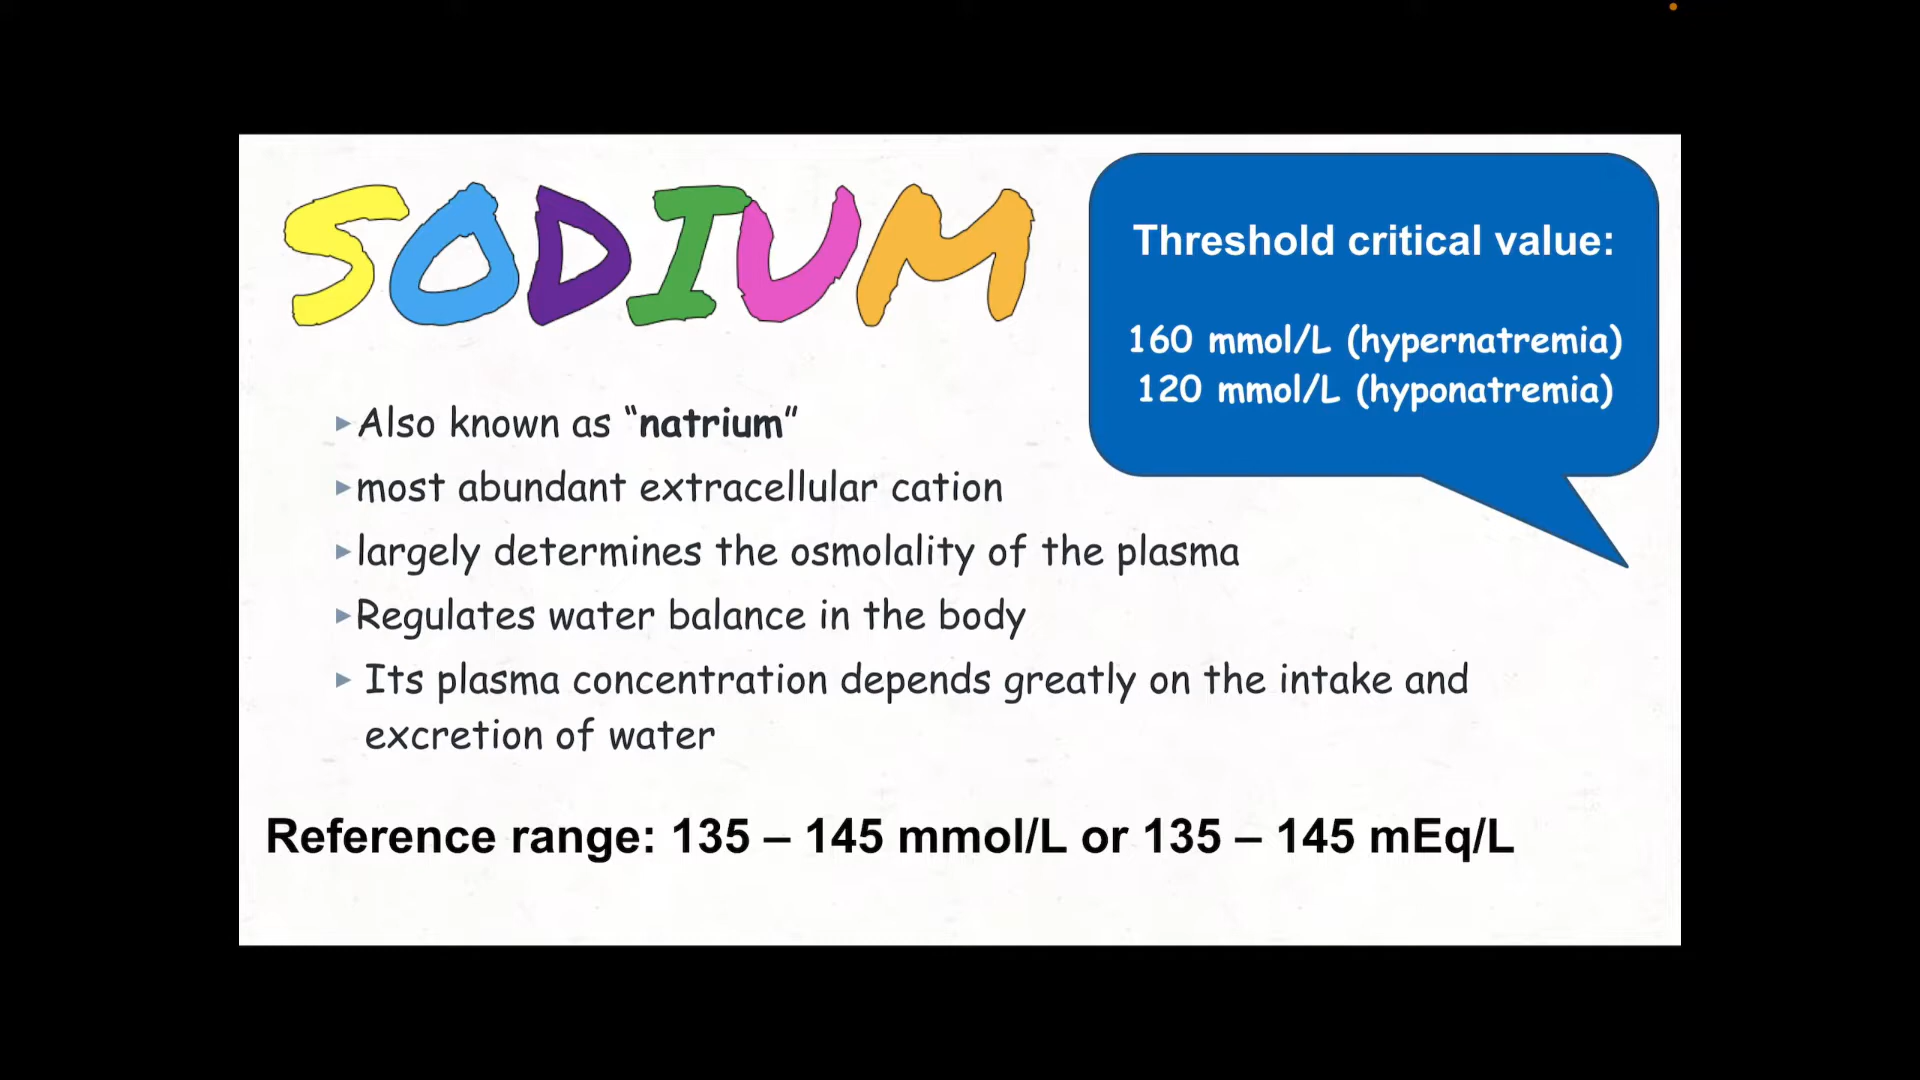 SODIUM
Threshold critical value:
160 mmol/L (hypernatremia)
120 mmol/L (hyponatremia)
▸Also known as “natrium”
▸most abundant extracellular cation
▸largely determines the osmolality of the plasma
▸Regulates water balance in the body
▸ Its plasma concentration depends greatly on the intake and
excretion of water
Reference range: 135 – 145 mmol/L or 135 – 145 mEq/L